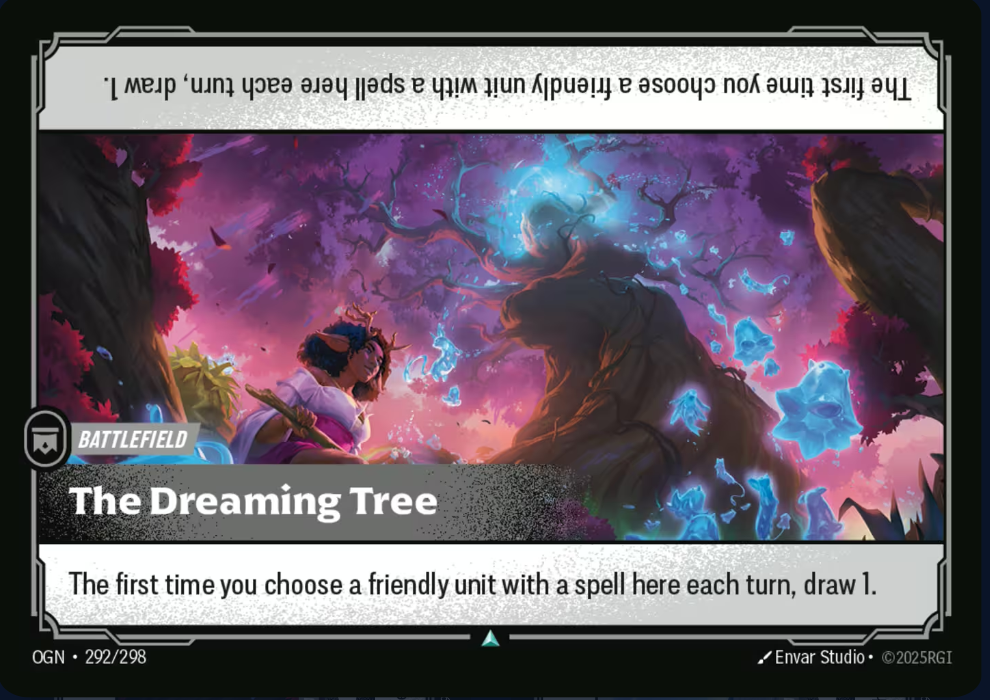 The first time you choose a friendly unit with a spell here each turn, draw 1.
BATTLEFIELD
The Dreaming Tree
The first time you choose a friendly unit with a spell here each turn, draw 1.
OGN • 292/298
Envar Studio • ©2025RGI